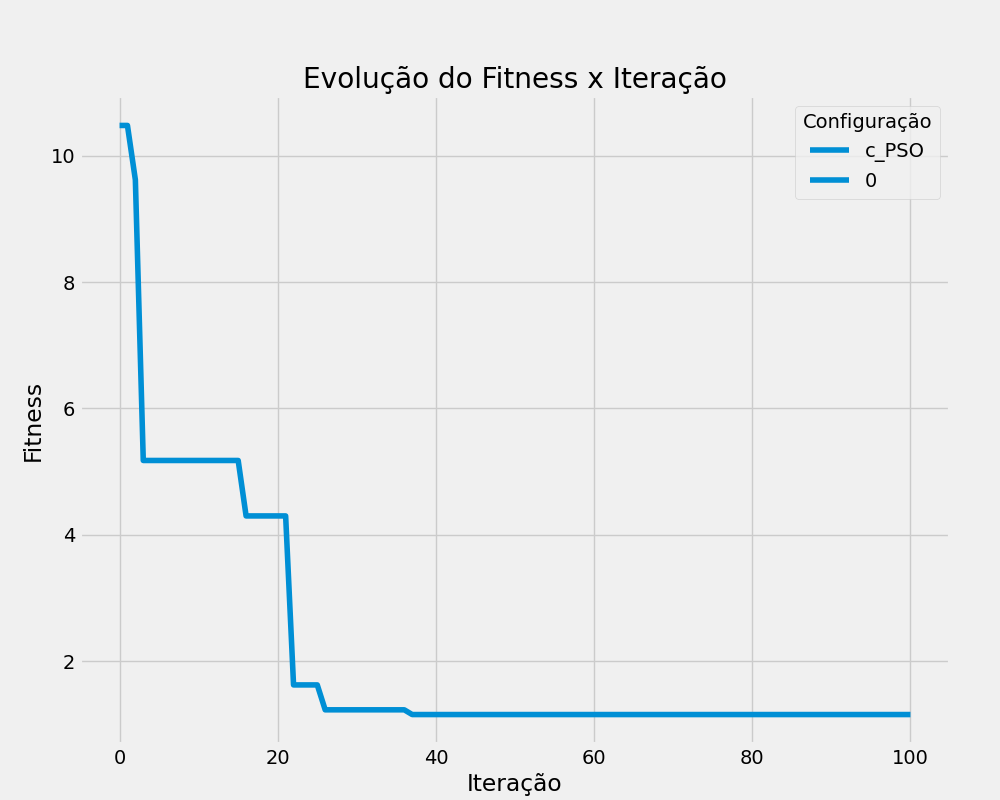 Evolução do Fitness x Iteração
Configuração
c_PSO
0
Fitness
10
8
6
4
2
0 20 40 60 80 100
Iteração